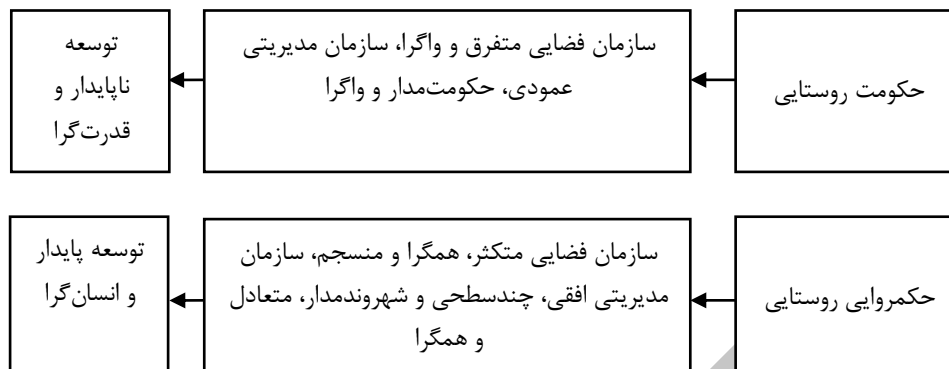 حکومت روستایی
سازمان فضایی متفرق و واگرا، سازمان مدیریتی
عمودی، حکومت‌مدار و واگرا
توسعه
ناپایدار و
قدرت‌گرا
حکمروایی روستایی
سازمان فضایی متکثر، همگرا و منسجم، سازمان
مدیریتی افقی، چندسطحی و شهروندمدار، متعادل
و همگرا
توسعه پایدار
و انسان‌گرا